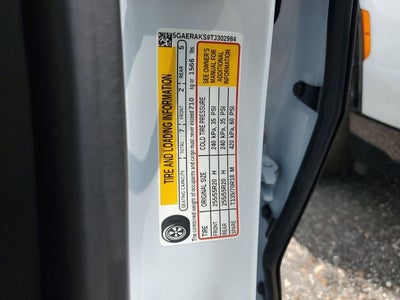 5GAERAKS9TJ302984
TIRE AND LOADING INFORMATION
SEATING CAPACITY TOTAL 7 FRONT 2 REAR 5
The combined weight of occupants and cargo must never exceed 710 kg or 1566 lbs.
TIRE ORIGINAL SIZE COLD TIRE PRESSURE
FRONT 255/55R20 H 240 kPa, 35 PSI
REAR 255/55R20 H 240 kPa, 35 PSI
SPARE T135/70R18 M 420 kPa, 60 PSI
SEE OWNER'S
MANUAL FOR
ADDITIONAL
INFORMATION